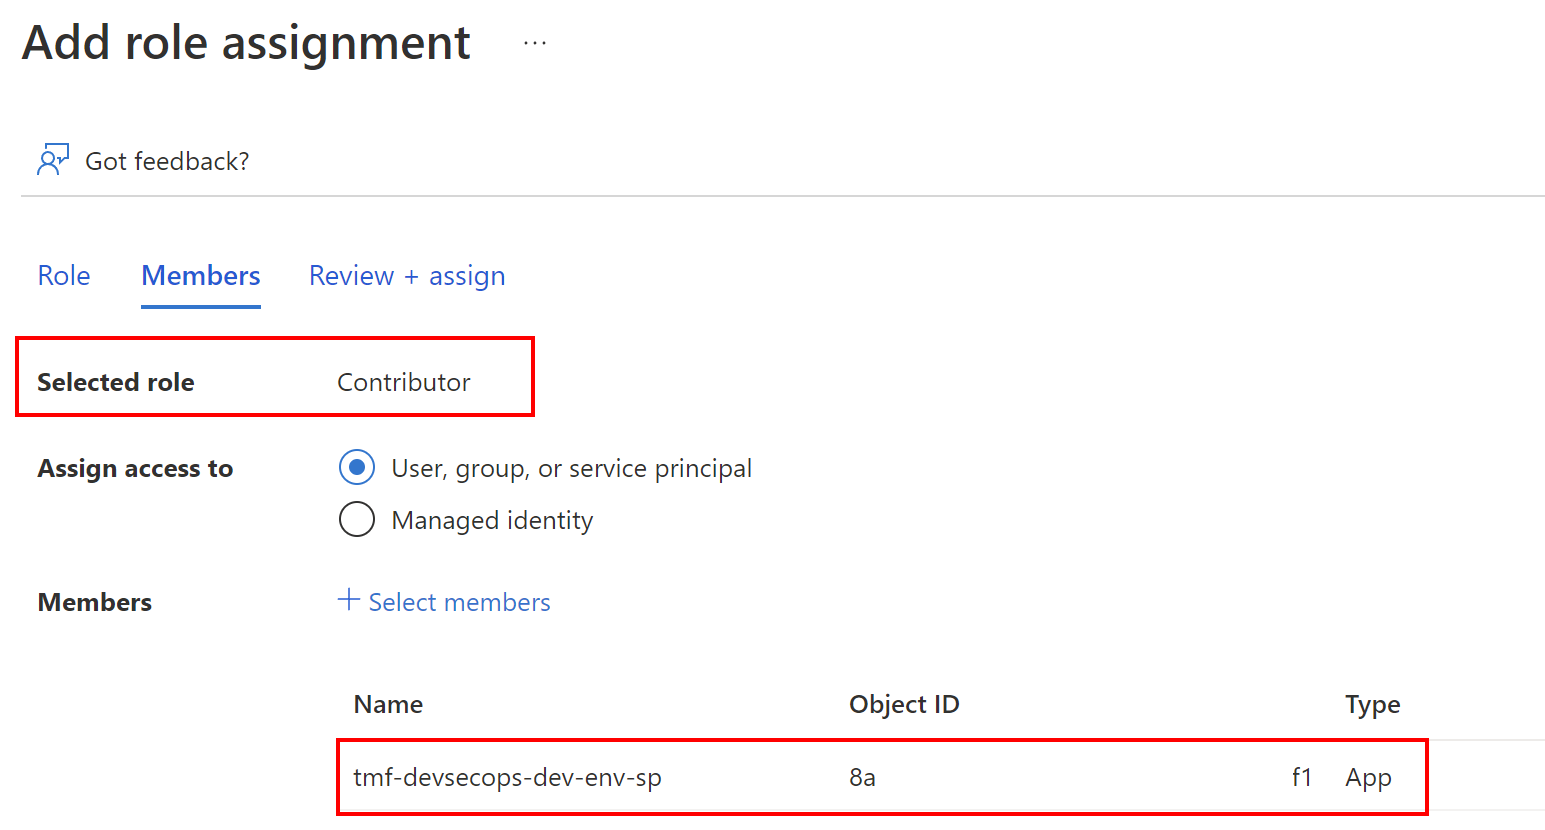 Add role assignment ...
Got feedback?
Role Members Review + assign
Selected role Contributor
Assign access to User, group, or service principal
Managed identity
Members + Select members
Name Object ID Type
tmf-devsecops-dev-env-sp 8a f1 App